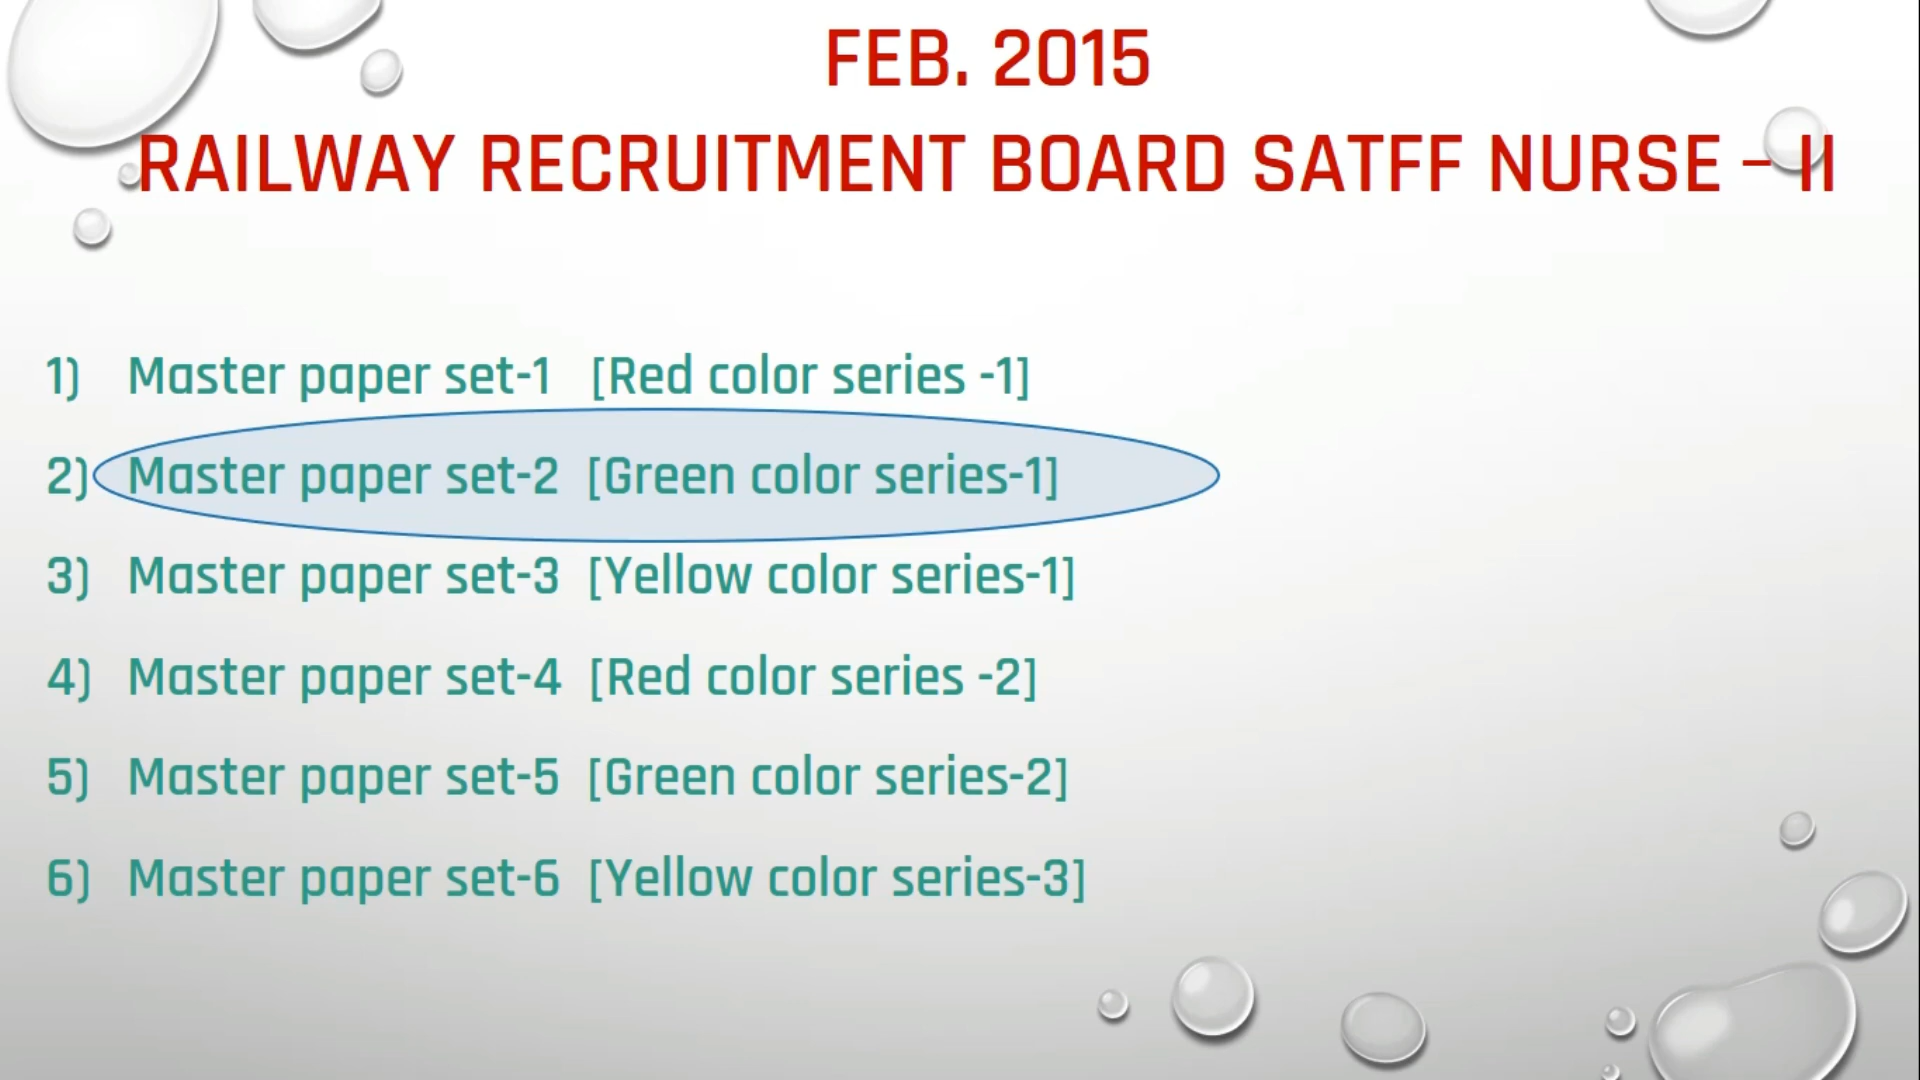 FEB. 2015
RAILWAY RECRUITMENT BOARD SATFF NURSE – II
1) Master paper set-1 [Red color series -1]
2) Master paper set-2 [Green color series-1]
3) Master paper set-3 [Yellow color series-1]
4) Master paper set-4 [Red color series -2]
5) Master paper set-5 [Green color series-2]
6) Master paper set-6 [Yellow color series-3]